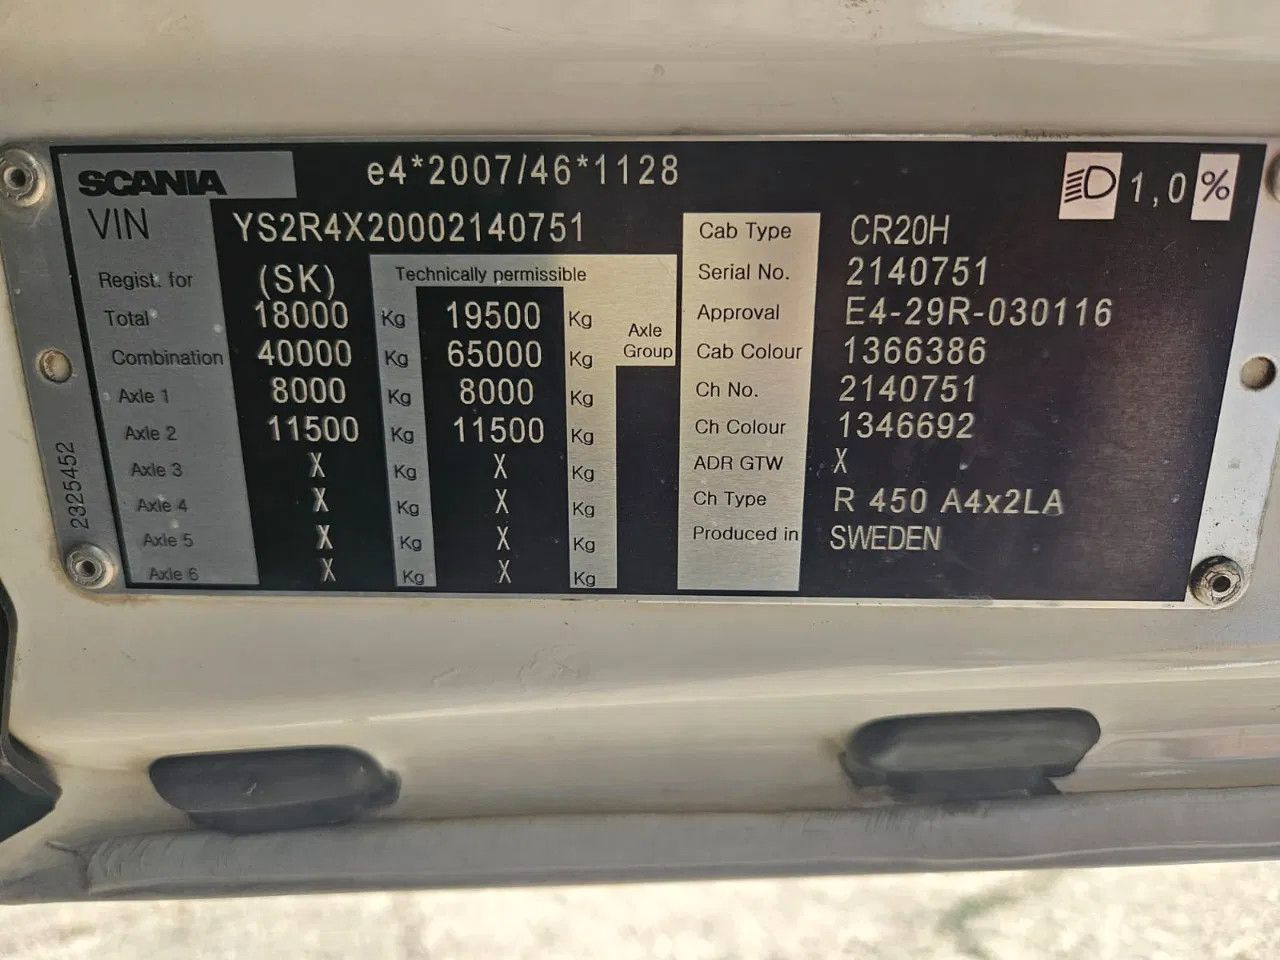 SCANIA e4*2007/46*1128 1,0 %
VIN YS2R4X20002140751
Regist. for (SK) Technically permissible
Total 18000 Kg 19500 Kg Axle Group
Combination 40000 Kg 65000 Kg
Axle 1 8000 Kg 8000 Kg
Axle 2 11500 Kg 11500 Kg
Axle 3 X Kg X Kg
Axle 4 X Kg X Kg
Axle 5 X Kg X Kg
Axle 6 X Kg X Kg
2325452
Cab Type CR20H
Serial No. 2140751
Approval E4-29R-030116
Cab Colour 1366386
Ch No. 2140751
Ch Colour 1346692
ADR GTW X
Ch Type R 450 A4x2LA
Produced in SWEDEN